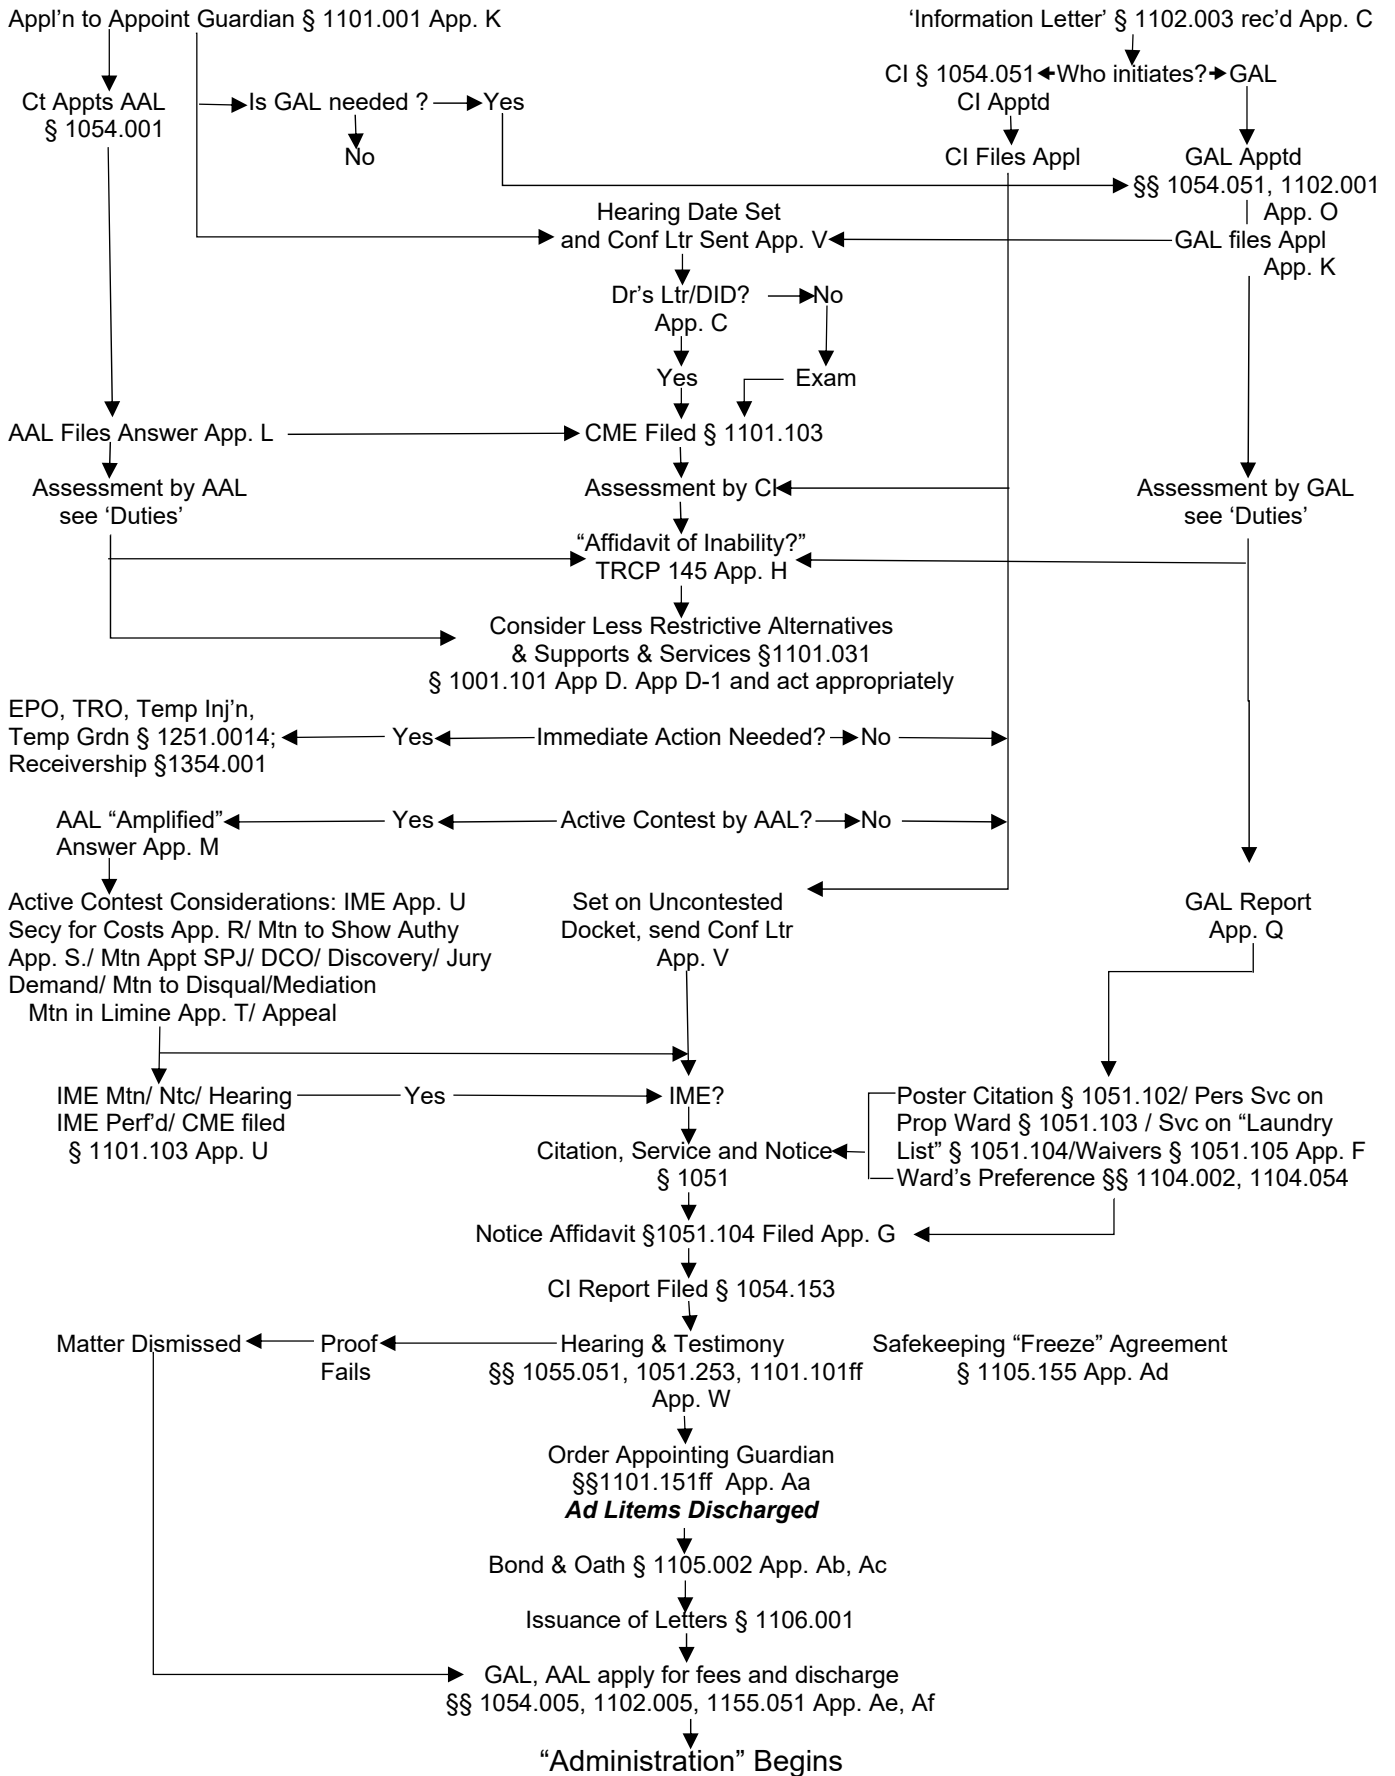 Appl'n to Appoint Guardian § 1101.001 App. K
‘Information Letter’ § 1102.003 rec’d App. C
CI § 1054.051
Who initiates?
GAL
Ct Appts AAL
§ 1054.001
Is GAL needed ?
Yes
No
CI Apptd
CI Files Appl
GAL Apptd
§§ 1054.051, 1102.001
App. O
Hearing Date Set
and Conf Ltr Sent App. V
GAL files Appl
App. K
Dr’s Ltr/DID?
App. C
No
Yes
Exam
AAL Files Answer App. L
CME Filed § 1101.103
Assessment by AAL
see ‘Duties’
Assessment by CI
Assessment by GAL
see ‘Duties’
“Affidavit of Inability?”
TRCP 145 App. H
Consider Less Restrictive Alternatives
& Supports & Services §1101.031
§ 1001.101 App D. App D-1 and act appropriately
EPO, TRO, Temp Inj’n,
Temp Grdn § 1251.0014;
Receivership §1354.001
Yes
Immediate Action Needed?
No
AAL “Amplified”
Answer App. M
Yes
Active Contest by AAL?
No
Active Contest Considerations: IME App. U
Secy for Costs App. R/ Mtn to Show Authy
App. S./ Mtn Appt SPJ/ DCO/ Discovery/ Jury
Demand/ Mtn to Disqual/Mediation
Mtn in Limine App. T/ Appeal
Set on Uncontested
Docket, send Conf Ltr
App. V
GAL Report
App. Q
IME Mtn/ Ntc/ Hearing
IME Perf’d/ CME filed
§ 1101.103 App. U
Yes
IME?
Poster Citation § 1051.102/ Pers Svc on
Prop Ward § 1051.103 / Svc on “Laundry
List” § 1051.104/Waivers § 1051.105 App. F
Ward’s Preference §§ 1104.002, 1104.054
Citation, Service and Notice
§ 1051
Notice Affidavit §1051.104 Filed App. G
CI Report Filed § 1054.153
Matter Dismissed
Proof
Fails
Hearing & Testimony
§§ 1055.051, 1051.253, 1101.101ff
App. W
Safekeeping “Freeze” Agreement
§ 1105.155 App. Ad
Order Appointing Guardian
§§1101.151ff App. Aa
Ad Litems Discharged
Bond & Oath § 1105.002 App. Ab, Ac
Issuance of Letters § 1106.001
GAL, AAL apply for fees and discharge
§§ 1054.005, 1102.005, 1155.051 App. Ae, Af
“Administration” Begins